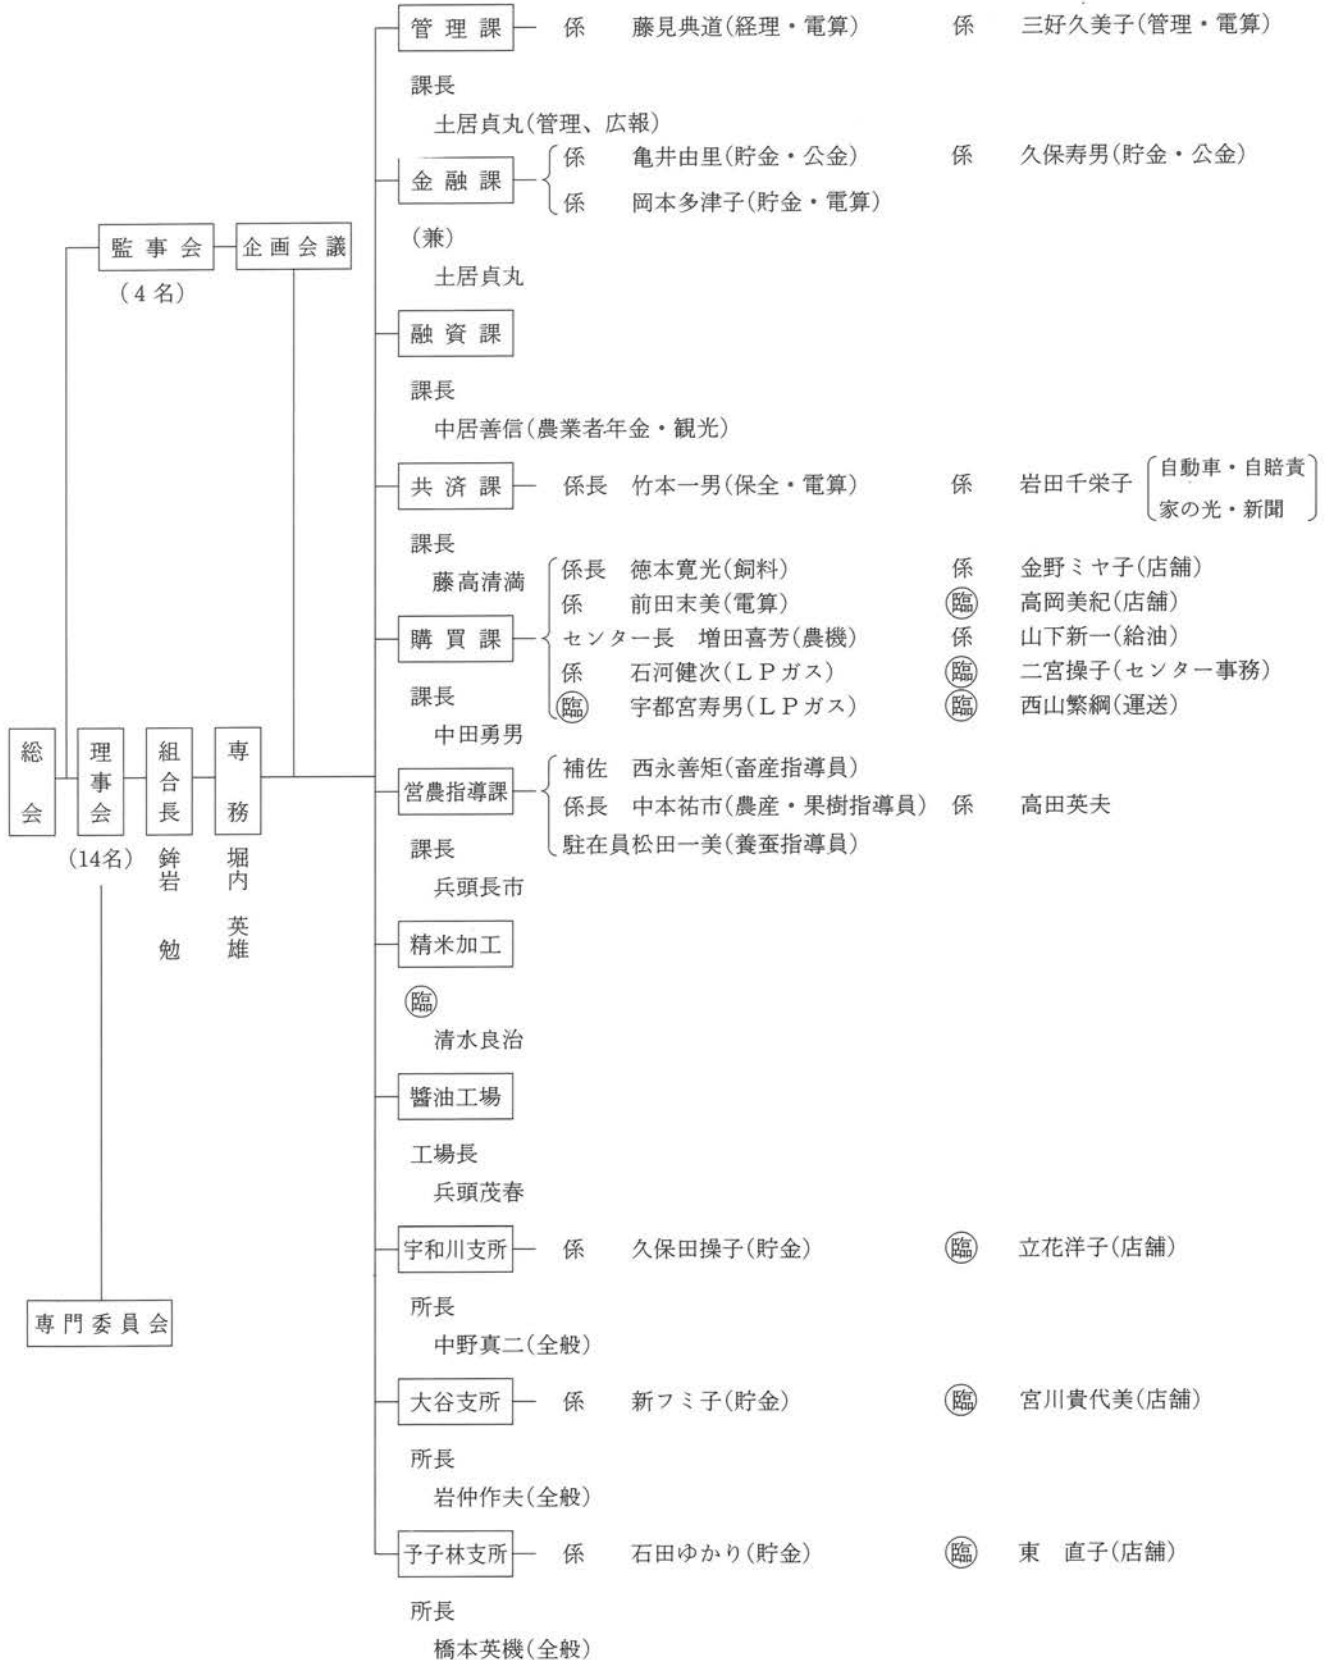 管理課 係 藤見典道(経理・電算) 係 三好久美子(管理・電算)
課長
土居貞丸(管理、広報)
金融課 係 亀井由里(貯金・公金) 係 久保寿男(貯金・公金)
係 岡本多津子(貯金・電算)
(兼)
土居貞丸
監事会 企画会議
(4名)
融資課
課長
中居善信(農業者年金・観光)
共済課 係長 竹本一男(保全・電算) 係 岩田千栄子 自動車・自賠責
家の光・新聞
課長
藤高清満
購買課
係長 徳本寛光(飼料) 係 金野ミヤ子(店舗)
係 前田末美(電算) ㊩ 高岡美紀(店舗)
センター長 増田喜芳(農機) 係 山下新一(給油)
係 石河健次(LPガス) 臨 二宮操子(センター事務)
臨 宇都宮寿男(LPガス) 臨 西山繁綱(運送)
課長
中田勇男
総会
理事会
(14名)
組合長
鉾岩 勉
専務
堀内 英雄
営農指導課
補佐 西永善矩(畜産指導員)
係長 中本祐市(農産・果樹指導員) 係 高田英夫
駐在員松田一美(養蚕指導員)
課長
兵頭長市
精米加工
臨
清水良治
醬油工場
工場長
兵頭茂春
宇和川支所 係 久保田操子(貯金) 臨 立花洋子(店舗)
所長
中野真二(全般)
専門委員会
大谷支所 係 新フミ子(貯金) 臨 宮川貴代美(店舗)
所長
岩仲作夫(全般)
予子林支所 係 石田ゆかり(貯金) 臨 東 直子(店舗)
所長
橋本英機(全般)